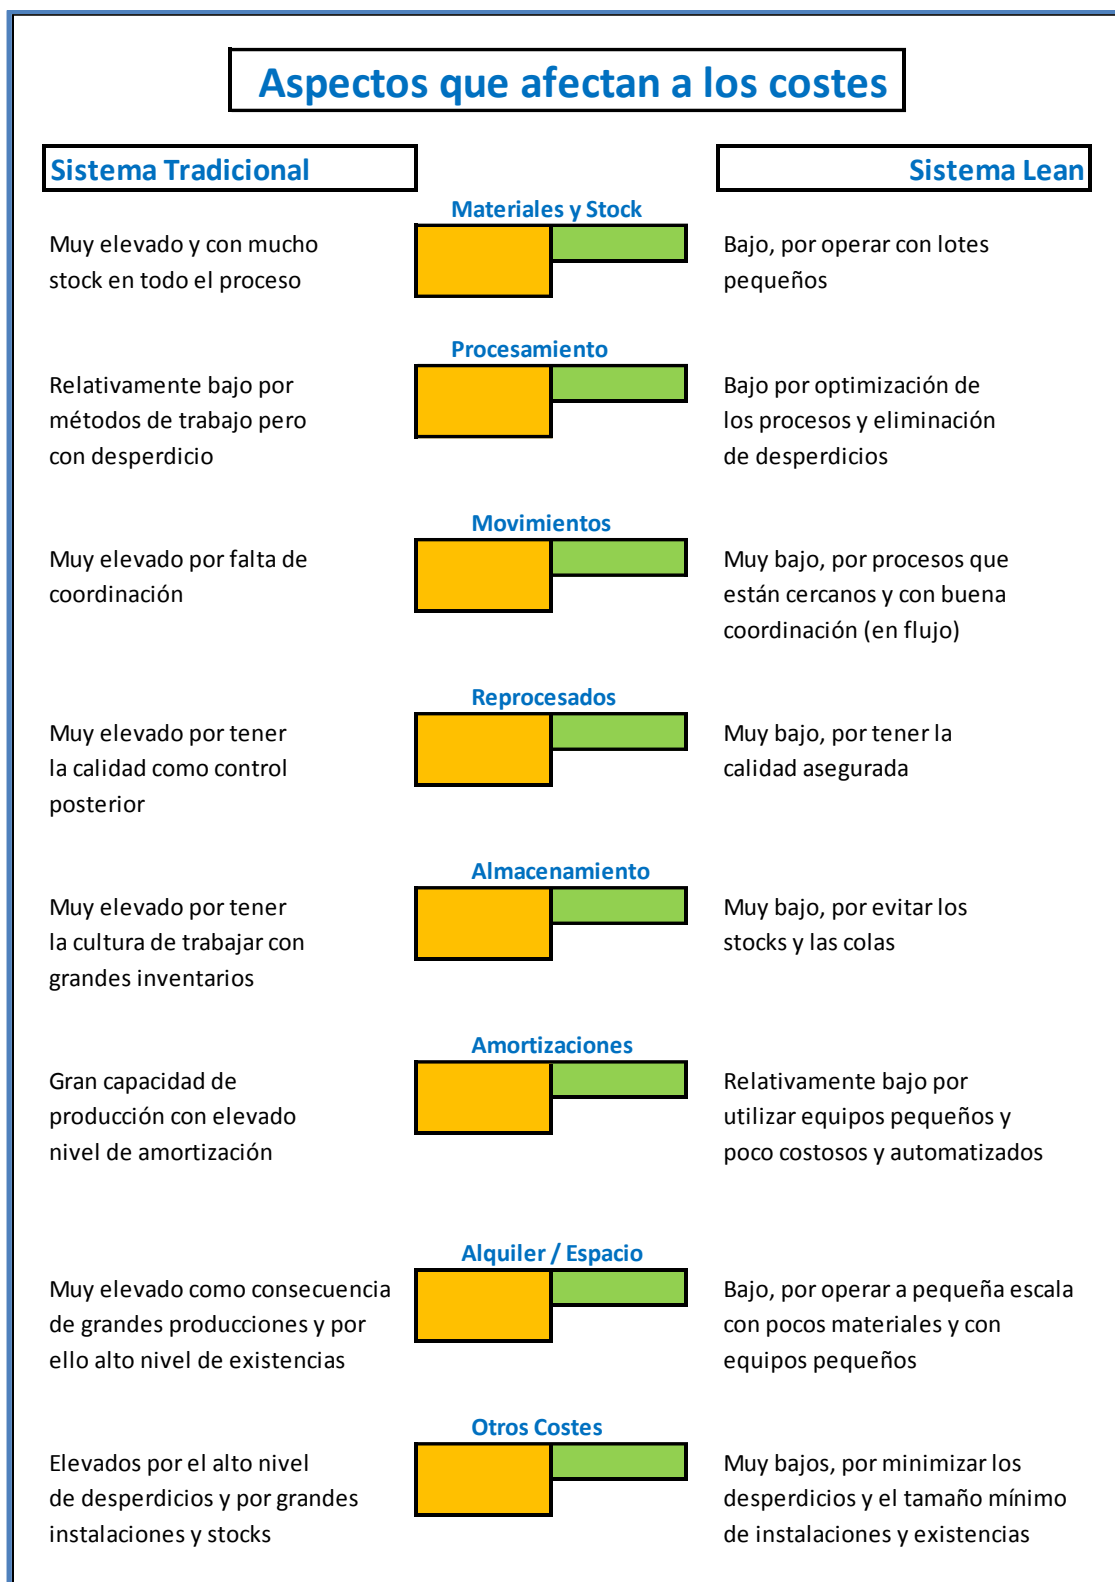 Aspectos que afectan a los costes
Sistema Tradicional
Sistema Lean
Materiales y Stock
Muy elevado y con mucho
stock en todo el proceso
Bajo, por operar con lotes
pequeños
Procesamiento
Relativamente bajo por
métodos de trabajo pero
con desperdicio
Bajo por optimización de
los procesos y eliminación
de desperdicios
Movimientos
Muy elevado por falta de
coordinación
Muy bajo, por procesos que
están cercanos y con buena
coordinación (en flujo)
Reprocesados
Muy elevado por tener
la calidad como control
posterior
Muy bajo, por tener la
calidad asegurada
Almacenamiento
Muy elevado por tener
la cultura de trabajar con
grandes inventarios
Muy bajo, por evitar los
stocks y las colas
Amortizaciones
Gran capacidad de
producción con elevado
nivel de amortización
Relativamente bajo por
utilizar equipos pequeños y
poco costosos y automatizados
Alquiler / Espacio
Muy elevado como consecuencia
de grandes producciones y por
ello alto nivel de existencias
Bajo, por operar a pequeña escala
con pocos materiales y con
equipos pequeños
Otros Costes
Elevados por el alto nivel
de desperdicios y por grandes
instalaciones y stocks
Muy bajos, por minimizar los
desperdicios y el tamaño mínimo
de instalaciones y existencias